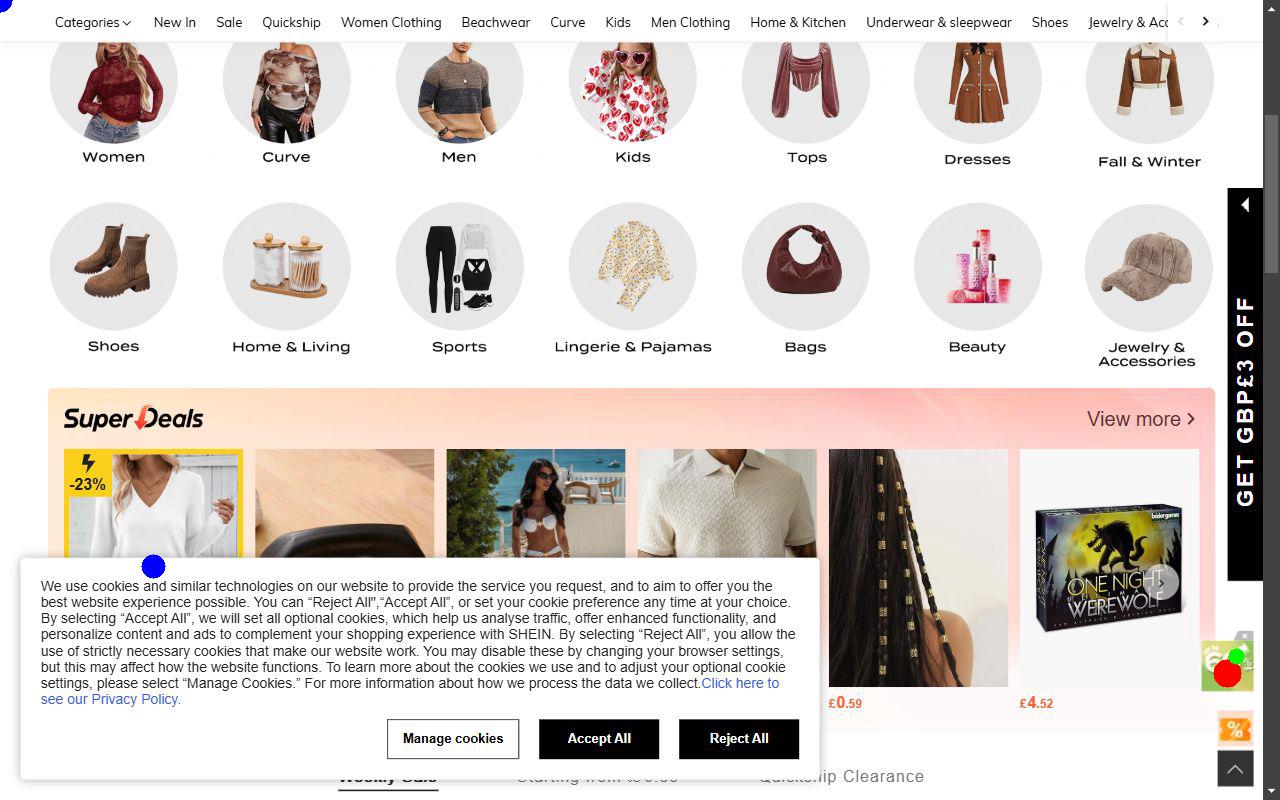 Categories
New In
Sale
Quickship
Women Clothing
Beachwear
Curve
Kids
Men Clothing
Home & Kitchen
Underwear & sleepwear
Shoes
Jewelry &
Women
Curve
Men
Kids
Tops
Dresses
Fall & Winter
Shoes
Home & Living
Sports
Lingerie & Pajamas
Bags
Beauty
Jewelry &
Accessories
GET GBP£3 OFF
Super Deals
View more
-23%
bézier games
ONE NIGHT
WEREWOLF
We use cookies and similar technologies on our website to provide the service you request, and to aim to offer you the
best website experience possible. You can “Reject All”,“Accept All”, or set your cookie preference any time at your choice.
By selecting “Accept All”, we will set all optional cookies, which help us analyse traffic, offer enhanced functionality, and
personalize content and ads to complement your shopping experience with SHEIN. By selecting “Reject All”, you allow the
use of strictly necessary cookies that make our website work. You may disable these by changing your browser settings,
but this may affect how the website functions. To learn more about the cookies we use and to adjust your optional cookie
settings, please select “Manage Cookies.” For more information about how we process the data we collect.Click here to
see our Privacy Policy.
£0.59
£4.52
Manage cookies
Accept All
Reject All
%
Weekly Sale
Starting from
Quickship Clearance